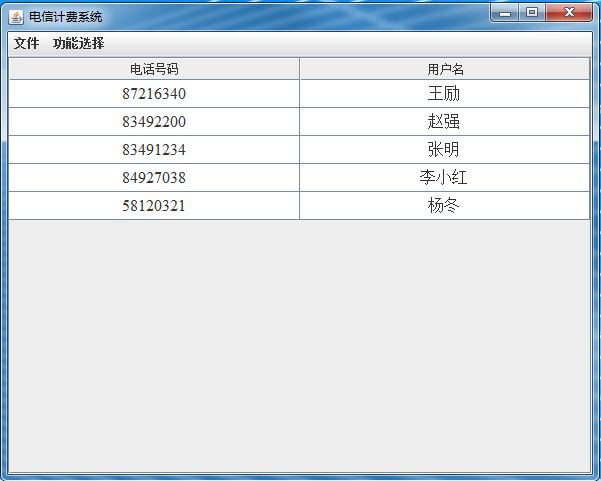 电信计费系统
文件 功能选择
电话号码 用户名
87216340 王励
83492200 赵强
83491234 张明
84927038 李小红
58120321 杨冬